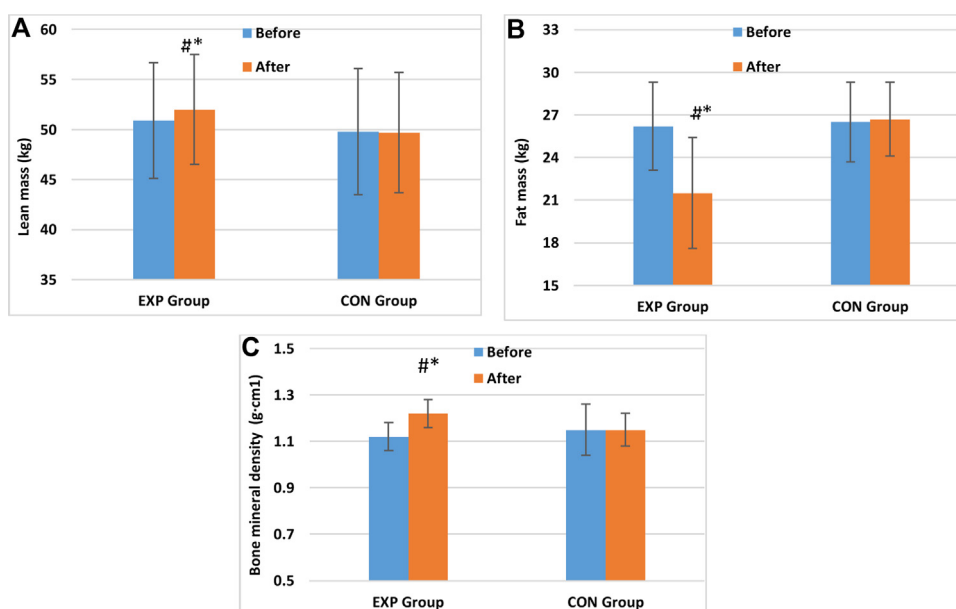 A
Lean mass (kg)
60
55
50
45
40
35
Before
After
#*
EXP Group
CON Group
B
Fat mass (kg)
33
30
27
24
21
18
15
Before
After
#*
EXP Group
CON Group
C
Bone mineral density (g·cm1)
1.5
1.3
1.1
0.9
0.7
0.5
Before
After
#*
EXP Group
CON Group